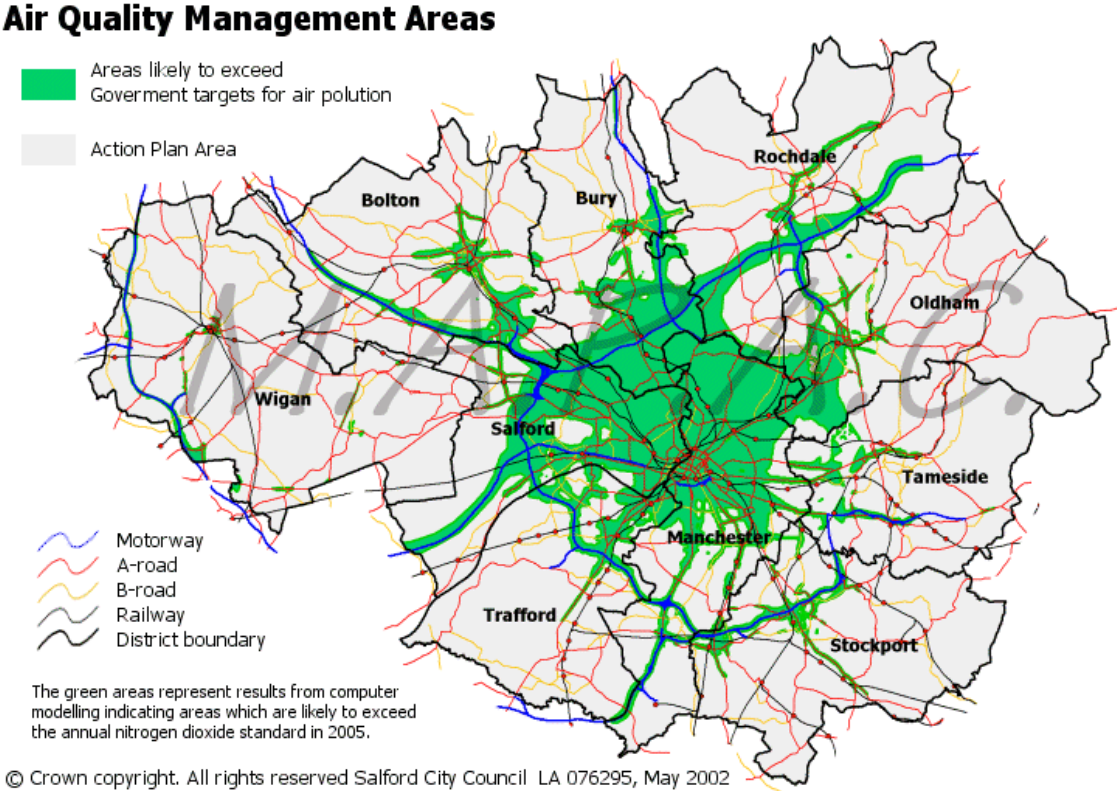 Air Quality Management Areas
Areas likely to exceed
Goverment targets for air polution
Action Plan Area
Rochdale
Bolton
Bury
Oldham
M.A.P.A.C.
Wigan
Salford
Tameside
Manchester
Trafford
Stockport
Motorway
A-road
B-road
Railway
District boundary
The green areas represent results from computer
modelling indicating areas which are likely to exceed
the annual nitrogen dioxide standard in 2005.
© Crown copyright. All rights reserved Salford City Council LA 076295, May 2002